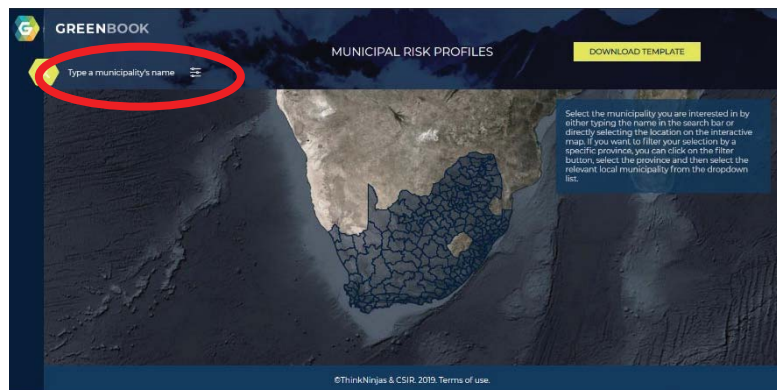 G
GREENBOOK
MUNICIPAL RISK PROFILES
DOWNLOAD TEMPLATE
Type a municipality's name
Select the municipality you are interested in by
either typing the name in the search bar or
directly selecting the location on the interactive
map. If you want to filter your selection by a
specific province, you can click on the filter
button, select the province and then select the
relevant local municipality from the dropdown
list.
©ThinkNinjas & CSIR. 2019. Terms of use.